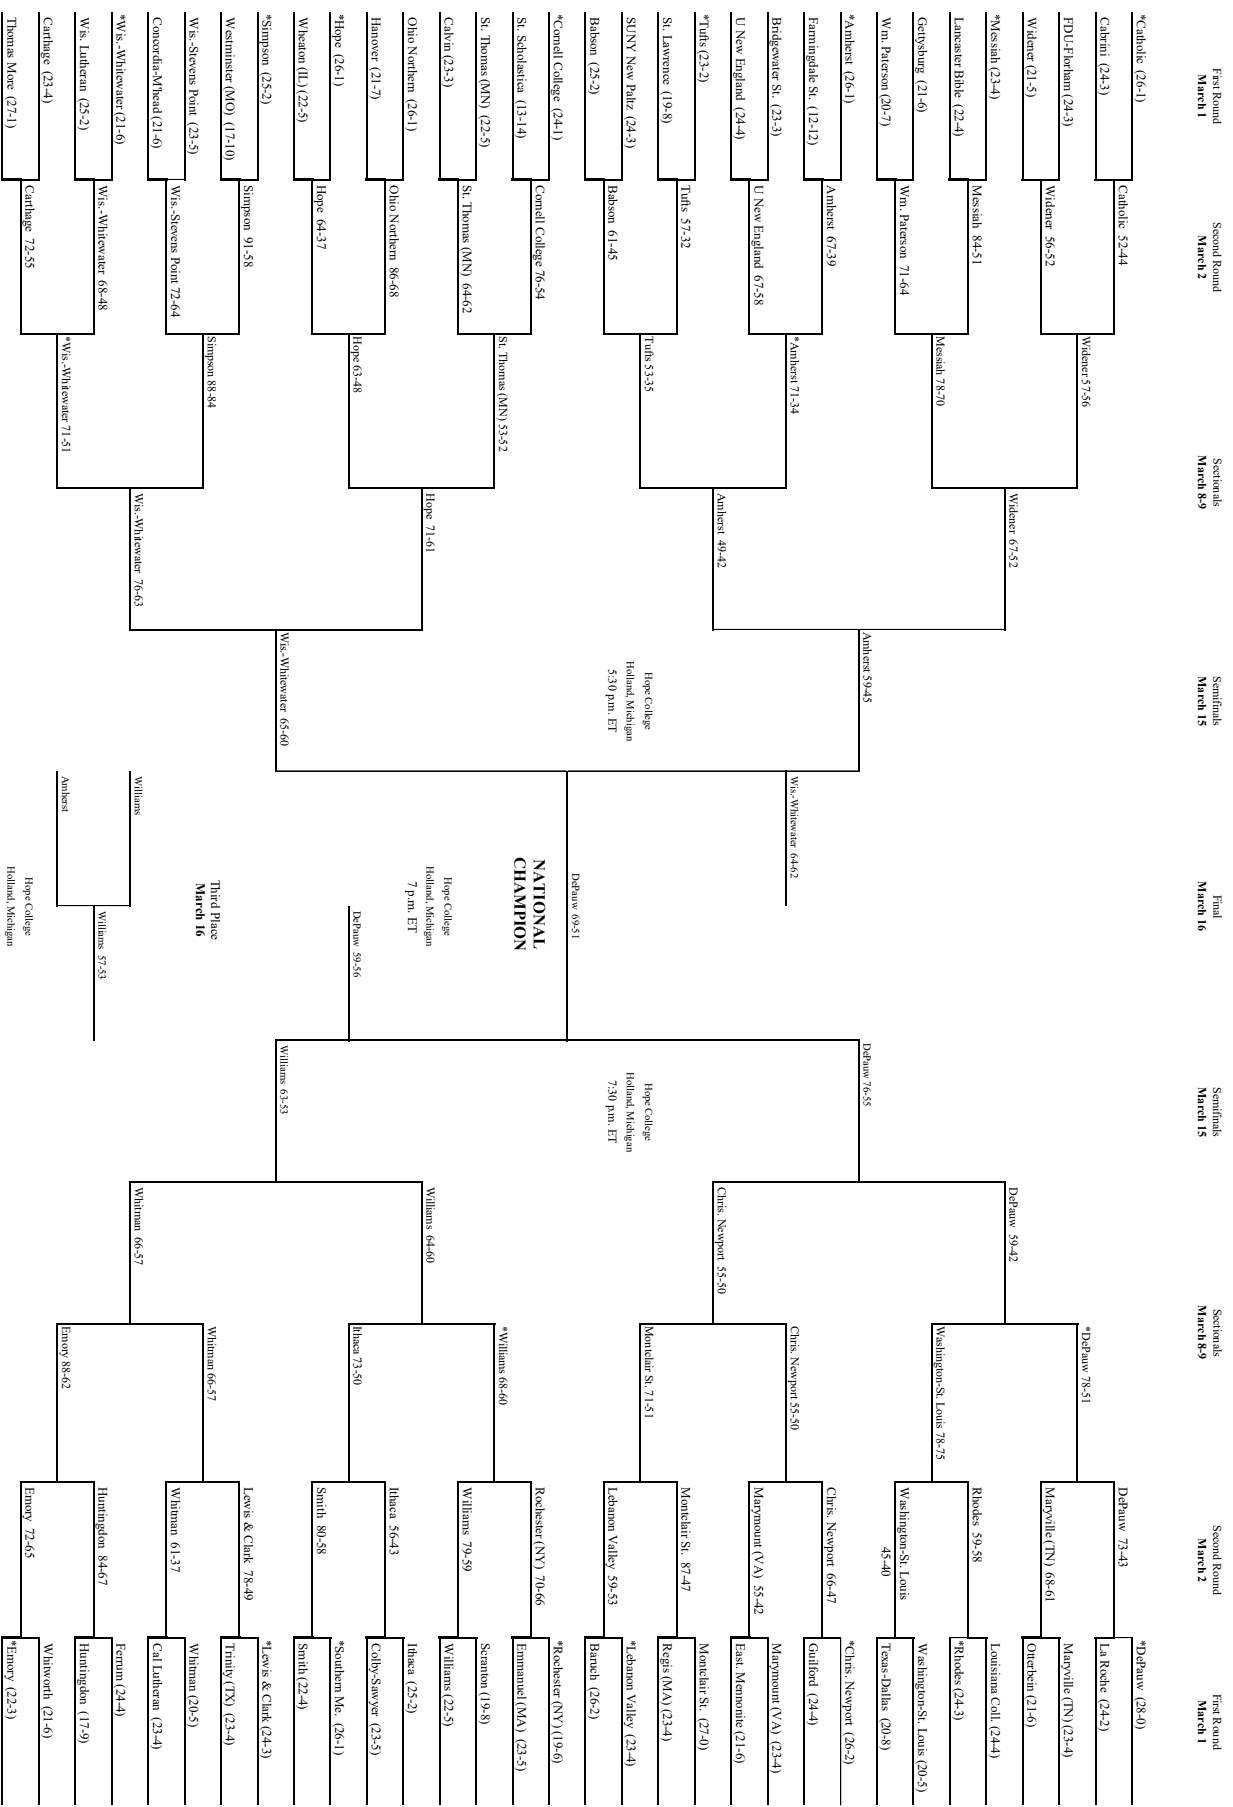 First Round
March 1
Second Round
March 2
Sectionals
March 8-9
Semifinals
March 15
Final
March 16
Semifinals
March 15
Sectionals
March 8-9
Second Round
March 2
First Round
March 1
*Catholic (26-1)
Cabrini (24-3)
FDU-Florham (24-3)
Widener (21-5)
*Messiah (23-4)
Lancaster Bible (22-4)
Gettysburg (21-6)
Wm. Paterson (20-7)
*Amherst (26-1)
Farmingdale St. (12-12)
Bridgewater St. (23-3)
U New England (24-4)
*Tufts (23-2)
St. Lawrence (19-8)
SUNY New Paltz (24-3)
Babson (25-2)
*Cornell College (24-1)
St. Scholastica (13-14)
St. Thomas (MN) (22-5)
Calvin (23-3)
Ohio Northern (26-1)
Hanover (21-7)
*Hope (26-1)
Wheaton (IL) (22-5)
*Simpson (25-2)
Westminster (MO) (17-10)
Wis.-Stevens Point (23-5)
Concordia-M'head (21-6)
*Wis.-Whitewater (21-6)
Wis. Lutheran (25-2)
Carthage (23-4)
Thomas More (27-1)
Catholic 52-44
Widener 56-52
Messiah 84-51
Wm. Paterson 71-64
Amherst 67-39
U New England 67-58
Tufts 57-32
Babson 61-45
Cornell College 76-54
St. Thomas (MN) 64-62
Ohio Northern 86-68
Hope 64-37
Simpson 91-58
Wis.-Stevens Point 72-64
Wis.-Whitewater 68-48
Carthage 72-55
Widener 57-56
Messiah 78-70
*Amherst 71-34
Tufts 53-35
St. Thomas (MN) 53-52
Hope 63-48
Simpson 88-84
*Wis.-Whitewater 71-51
Widener 67-52
Amherst 49-42
Hope 71-61
Wis.-Whitewater 76-63
Amherst 59-45
Wis.-Whitewater 65-60
Hope College
Holland, Michigan
5:30 p.m. ET
Wis.-Whitewater 64-62
DePauw 69-51
NATIONAL
CHAMPION
Hope College
Holland, Michigan
7 p.m. ET
DePauw 59-56
Third Place
March 16
Williams
Amherst
Williams 57-53
Hope College
Holland, Michigan
DePauw 76-55
Williams 63-53
Hope College
Holland, Michigan
7:30 p.m. ET
DePauw 59-42
Chris. Newport 55-50
Williams 64-60
Whitman 66-57
*DePauw 78-51
Washington-St. Louis 78-75
Chris. Newport 55-50
Montclair St. 71-51
*Williams 68-60
Ithaca 73-50
Whitman 66-57
Emory 88-62
DePauw 73-43
Maryville (TN) 68-61
Rhodes 59-58
Washington-St. Louis
45-40
Chris. Newport 66-47
Marymount (VA) 55-42
Montclair St. 87-47
Lebanon Valley 59-53
Rochester (NY) 70-66
Williams 79-59
Ithaca 56-43
Smith 80-58
Lewis & Clark 78-49
Whitman 61-37
Huntingdon 84-67
Emory 72-65
*DePauw (28-0)
La Roche (24-2)
Maryville (TN) (23-4)
Otterbein (21-6)
Louisiana Coll. (24-4)
*Rhodes (24-3)
Washington-St. Louis (20-5)
Texas-Dallas (20-8)
*Chris. Newport (26-2)
Guilford (24-4)
Marymount (VA) (23-4)
East. Mennonite (21-6)
Montclair St. (27-0)
Regis (MA) (23-4)
*Lebanon Valley (23-4)
Baruch (26-2)
*Rochester (NY) (19-6)
Emmanuel (MA) (23-5)
Scranton (19-8)
Williams (22-5)
Ithaca (25-2)
Colby-Sawyer (23-5)
*Southern Me. (26-1)
Smith (22-4)
*Lewis & Clark (24-3)
Trinity (TX) (23-4)
Whitman (20-5)
Cal Lutheran (23-4)
Ferrum (24-4)
Huntingdon (17-9)
Whitworth (21-6)
*Emory (22-3)